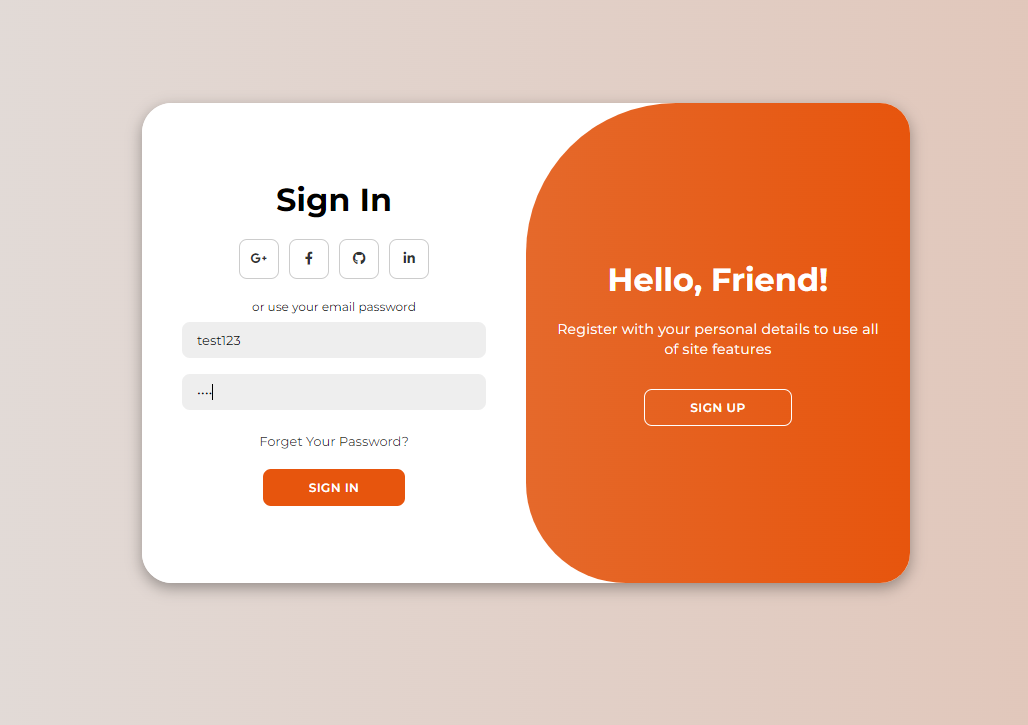 Sign In
G+
in
or use your email password
test123
....
Forget Your Password?
SIGN IN
Hello, Friend!
Register with your personal details to use all
of site features
SIGN UP